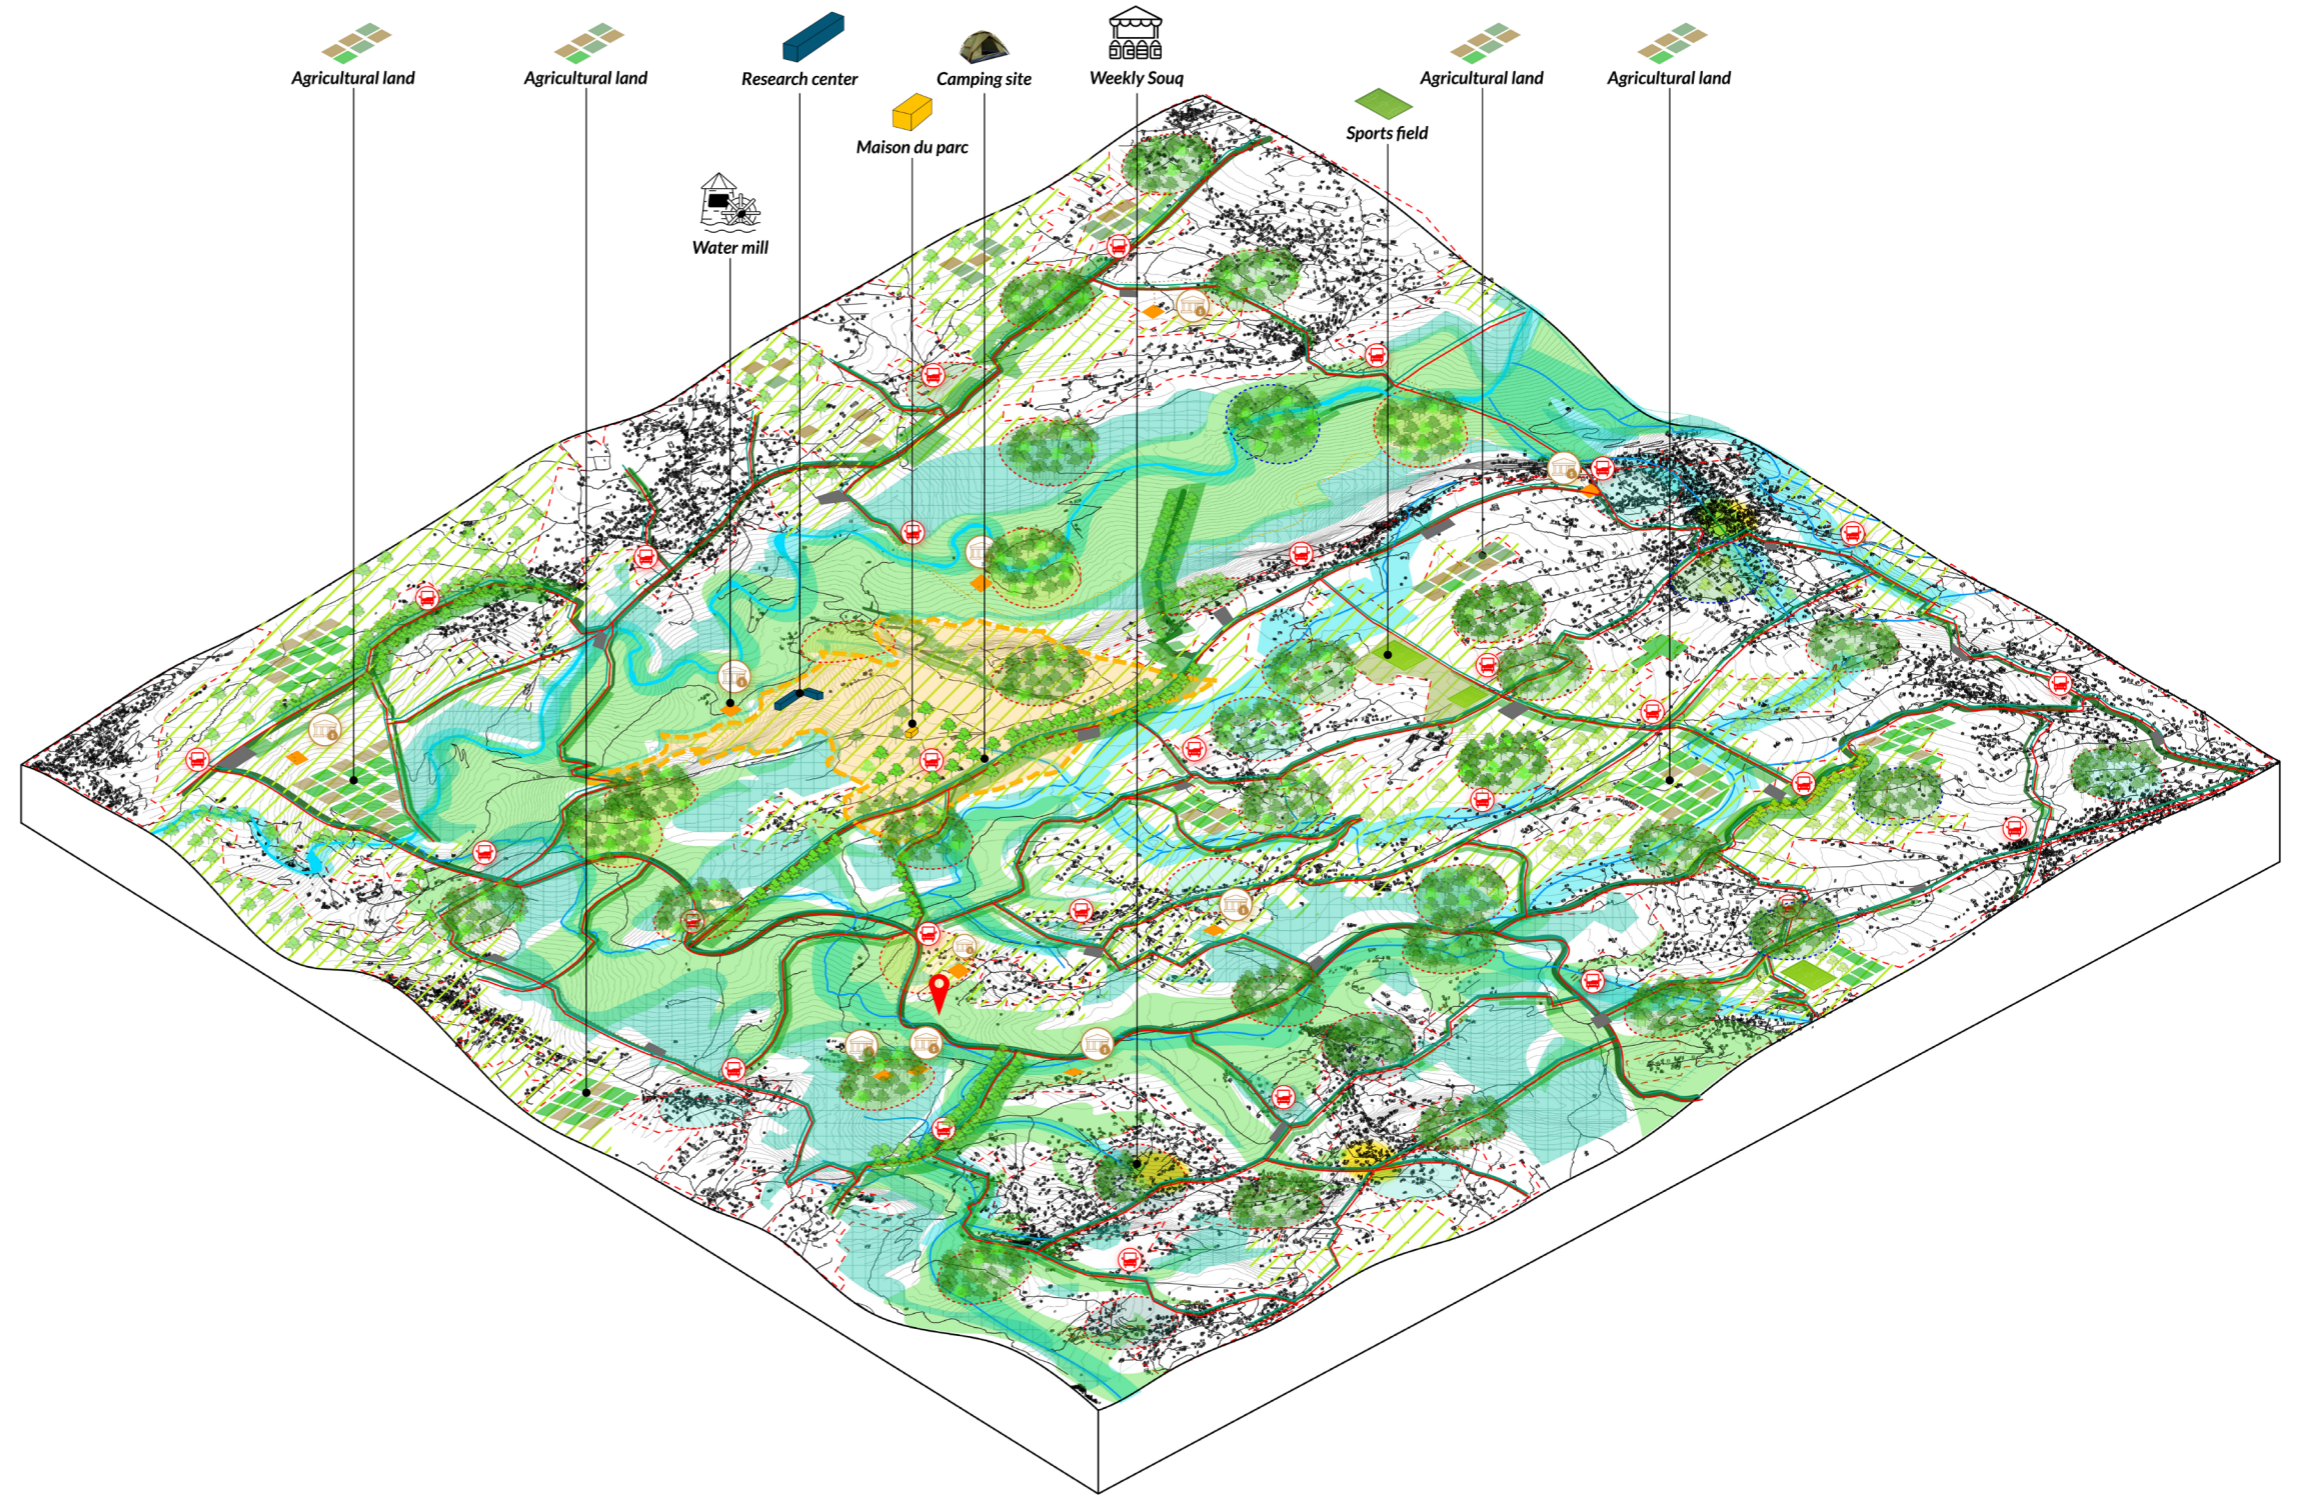 Agricultural land
Agricultural land
Research center
Camping site
Weekly Souq
Agricultural land
Agricultural land
Sports field
Maison du parc
Water mill